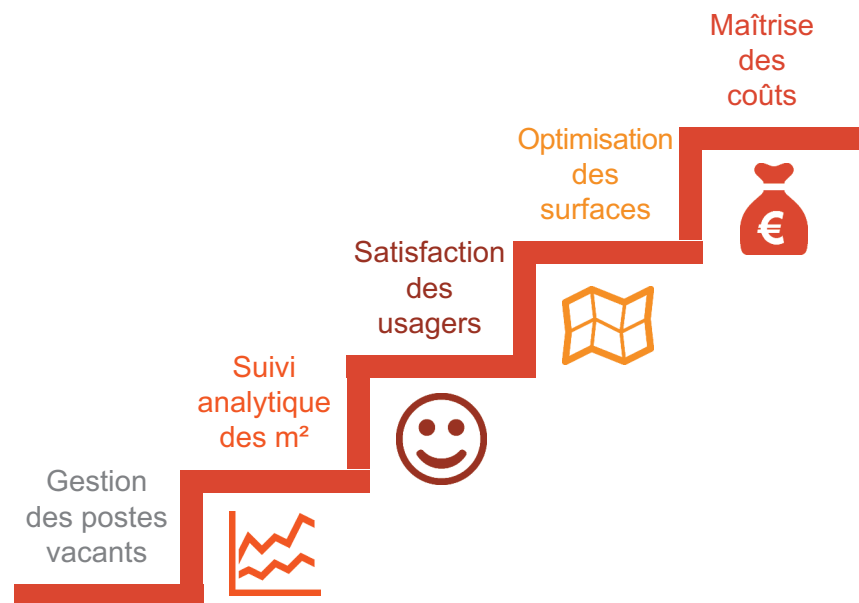 Maîtrise
des
coûts
Optimisation
des
surfaces
€
Satisfaction
des
usagers
Suivi
analytique
des m²
Gestion
des postes
vacants